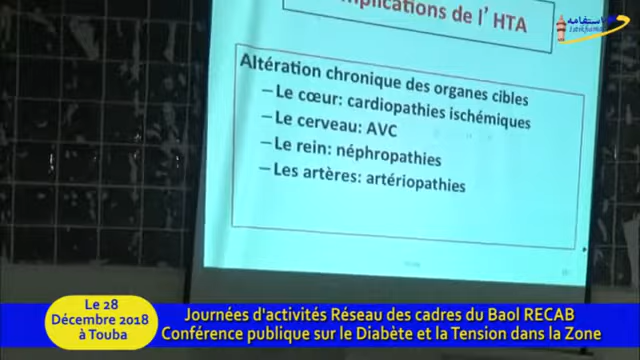 mplications de l'HTA
الاستقامة
Altération chronique des organes cibles
– Le cœur: cardiopathies ischémiques
– Le cerveau: AVC
– Le rein: néphropathies
– Les artères: artériopathies
Le 28
Décembre 2018
à Touba
Journées d'activités Réseau des cadres du Baol RECAB
Conférence publique sur le Diabète et la Tension dans la Zone